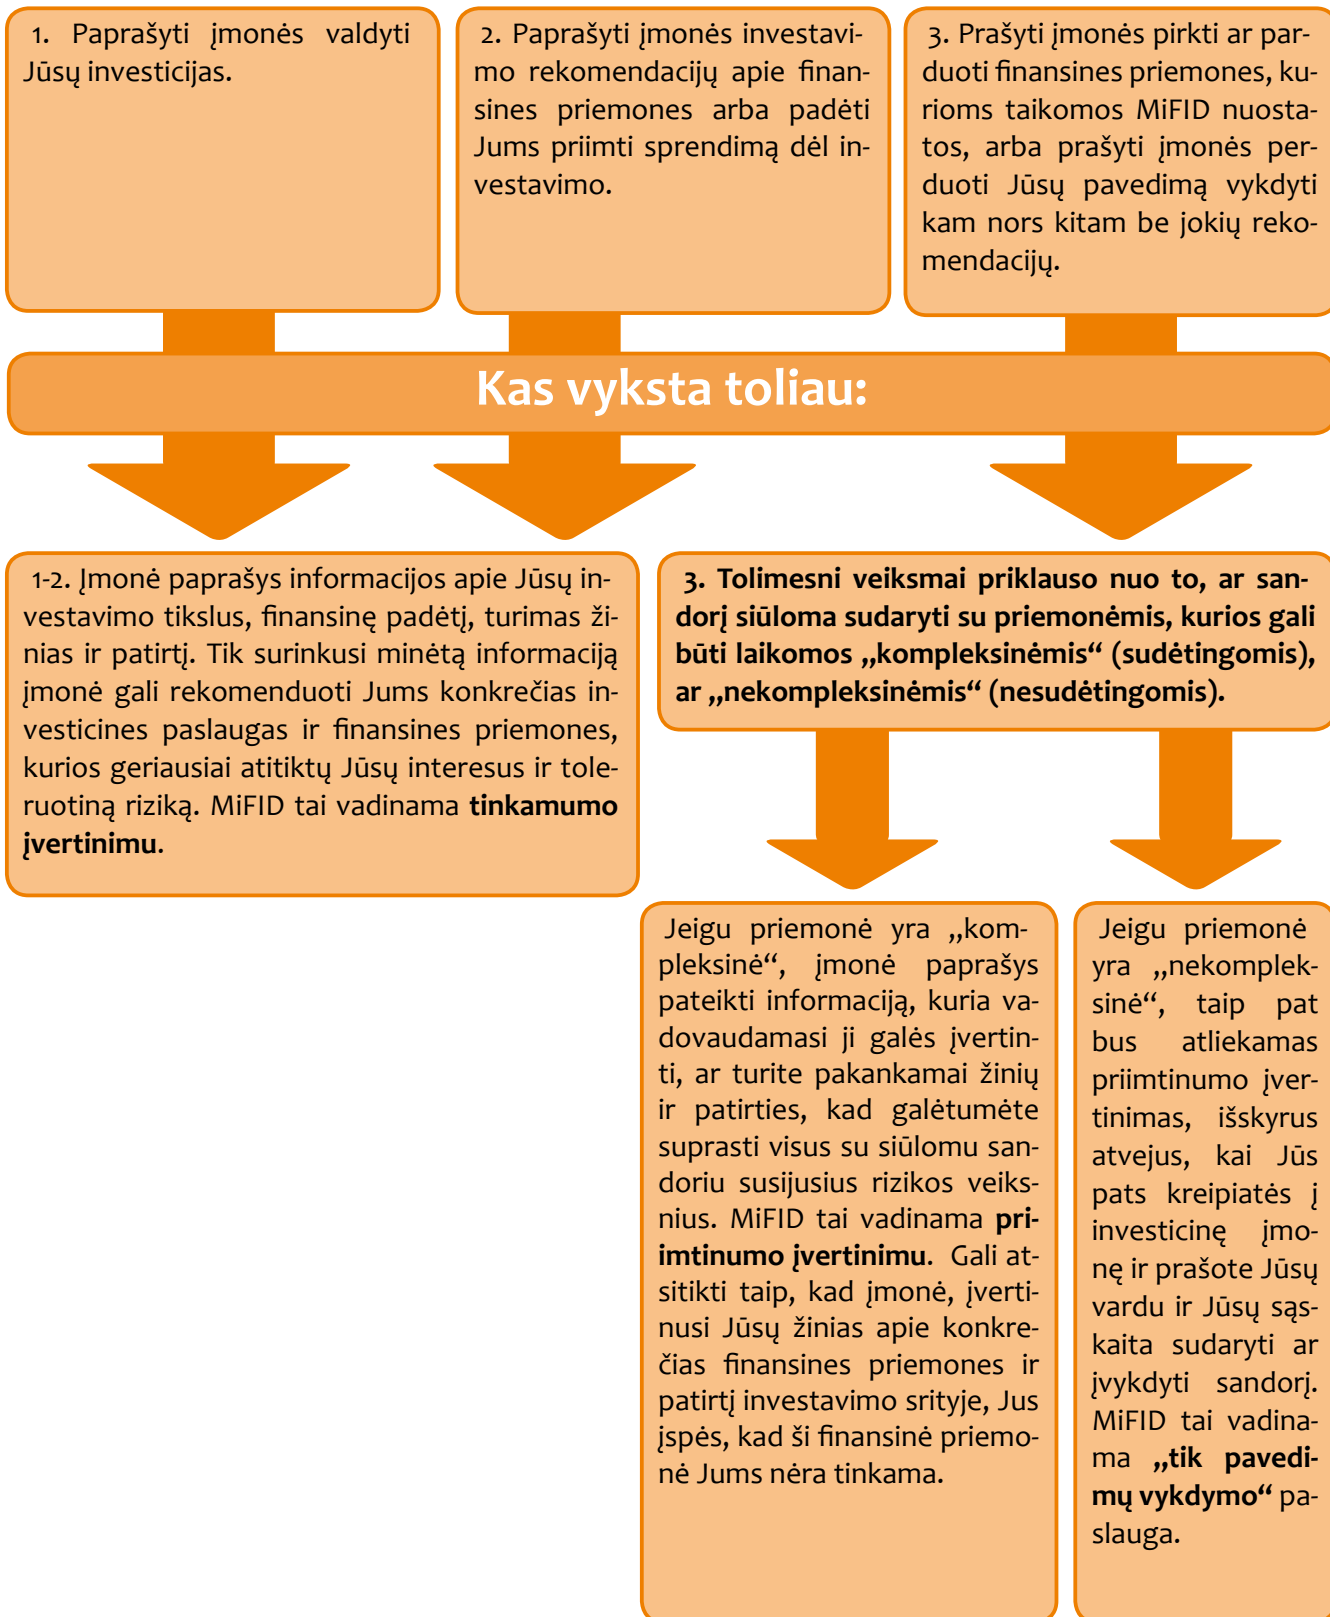 1. Paprašyti įmonės valdyti
Jūsų investicijas.
2. Paprašyti įmonės investavi-
mo rekomendacijų apie finan-
sines priemones arba padėti
Jums priimti sprendimą dėl in-
vestavimo.
3. Prašyti įmonės pirkti ar par-
duoti finansines priemones, ku-
rioms taikomos MiFID nuosta-
tos, arba prašyti įmonės per-
duoti Jūsų pavedimą vykdyti
kam nors kitam be jokių reko-
mendacijų.
Kas vyksta toliau:
1-2. Įmonė paprašys informacijos apie Jūsų in-
vestavimo tikslus, finansinę padėtį, turimas ži-
nias ir patirtį. Tik surinkusi minėtą informaciją
įmonė gali rekomenduoti Jums konkrečias in-
vesticines paslaugas ir finansines priemones,
kurios geriausiai atitiktų Jūsų interesus ir tole-
ruotiną riziką. MiFID tai vadinama tinkamumo
įvertinimu.
3. Tolimesni veiksmai priklauso nuo to, ar san-
dorį siūloma sudaryti su priemonėmis, kurios gali
būti laikomos „kompleksinėmis“ (sudėtingomis),
ar „nekompleksinėmis“ (nesudėtingomis).
Jeigu priemonė yra „kom-
pleksinė“, įmonė paprašys
pateikti informaciją, kuria va-
dovaudamasi ji galės įvertin-
ti, ar turite pakankamai žinių
ir patirties, kad galėtumėte
suprasti visus su siūlomu san-
doriu susijusius rizikos veiks-
nius. MiFID tai vadinama pri-
imtinumo įvertinimu. Gali at-
sitikti taip, kad įmonė, įverti-
nusi Jūsų žinias apie konkre-
čias finansines priemones ir
patirtį investavimo srityje, Jus
įspės, kad ši finansinė priemo-
nė Jums nėra tinkama.
Jeigu priemonė
yra „nekomplek-
sinė“, taip pat
bus atliekamas
priimtinumo įver-
tinimas, išskyrus
atvejus, kai Jūs
pats kreipiatės į
investicinę įmo-
nę ir prašote Jūsų
vardu ir Jūsų sąs-
kaita sudaryti ar
įvykdyti sandorį.
MiFID tai vadina-
ma „tik pavedi-
mų vykdymo“ pa-
slauga.